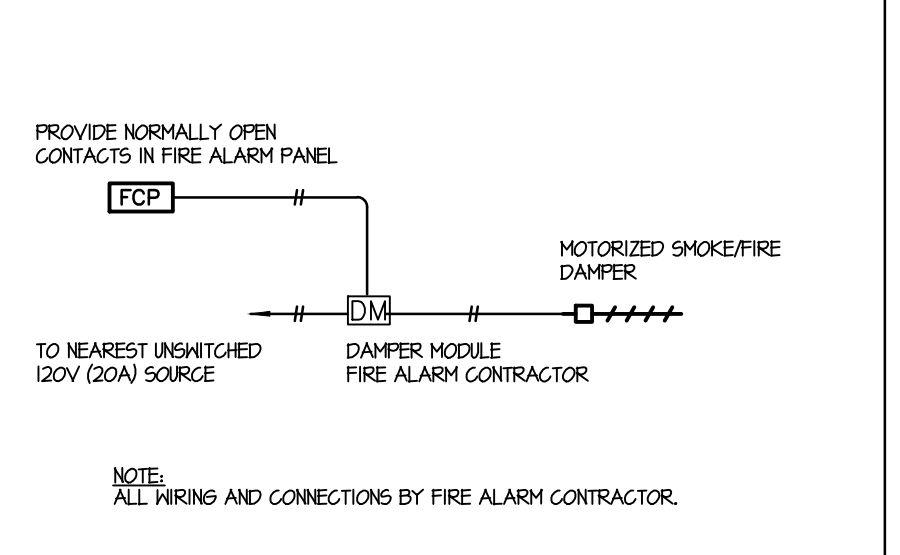 PROVIDE NORMALLY OPEN
CONTACTS IN FIRE ALARM PANEL
FCP
MOTORIZED SMOKE/FIRE
DAMPER
DM
TO NEAREST UNSWITCHED
120V (20A) SOURCE
DAMPER MODULE
FIRE ALARM CONTRACTOR
NOTE:
ALL WIRING AND CONNECTIONS BY FIRE ALARM CONTRACTOR.